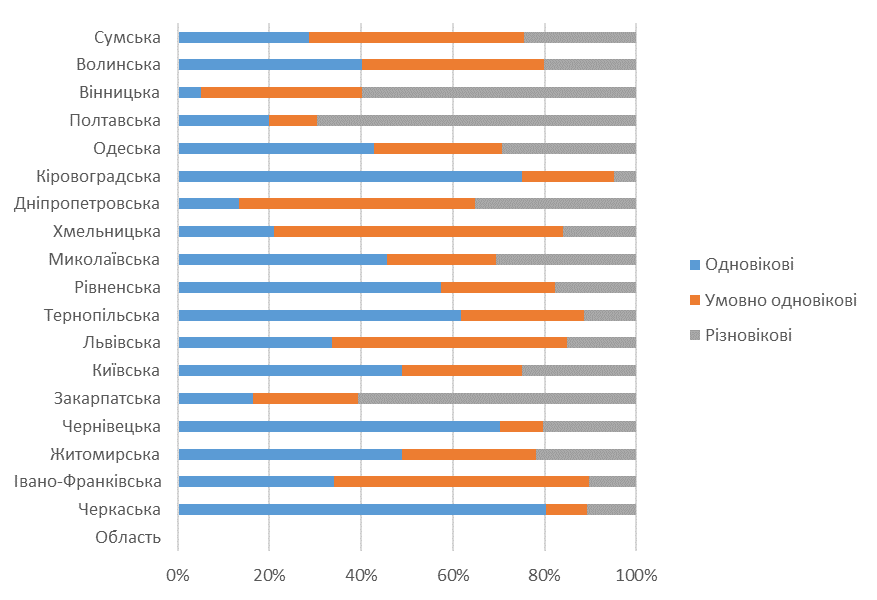 Сумська
Волинська
Вінницька
Полтавська
Одеська
Кіровоградська
Дніпропетровська
Хмельницька
Миколаївська
Рівненська
Тернопільська
Львівська
Київська
Закарпатська
Чернівецька
Житомирська
Івано-Франківська
Черкаська
Область
0% 20% 40% 60% 80% 100%
Одновікові
Умовно одновікові
Різновікові